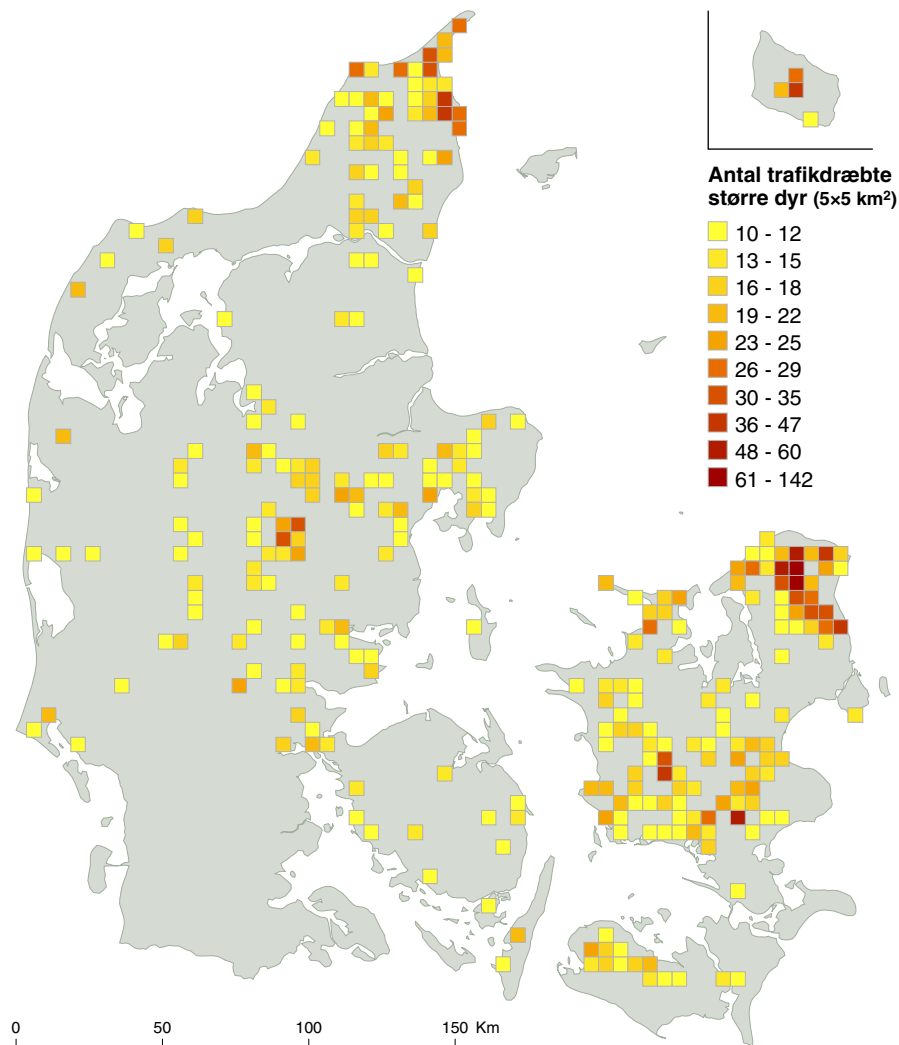 Antal trafikdræbte
større dyr (5×5 km²)
10 - 12
13 - 15
16 - 18
19 - 22
23 - 25
26 - 29
30 - 35
36 - 47
48 - 60
61 - 142
0 50 100 150 Km